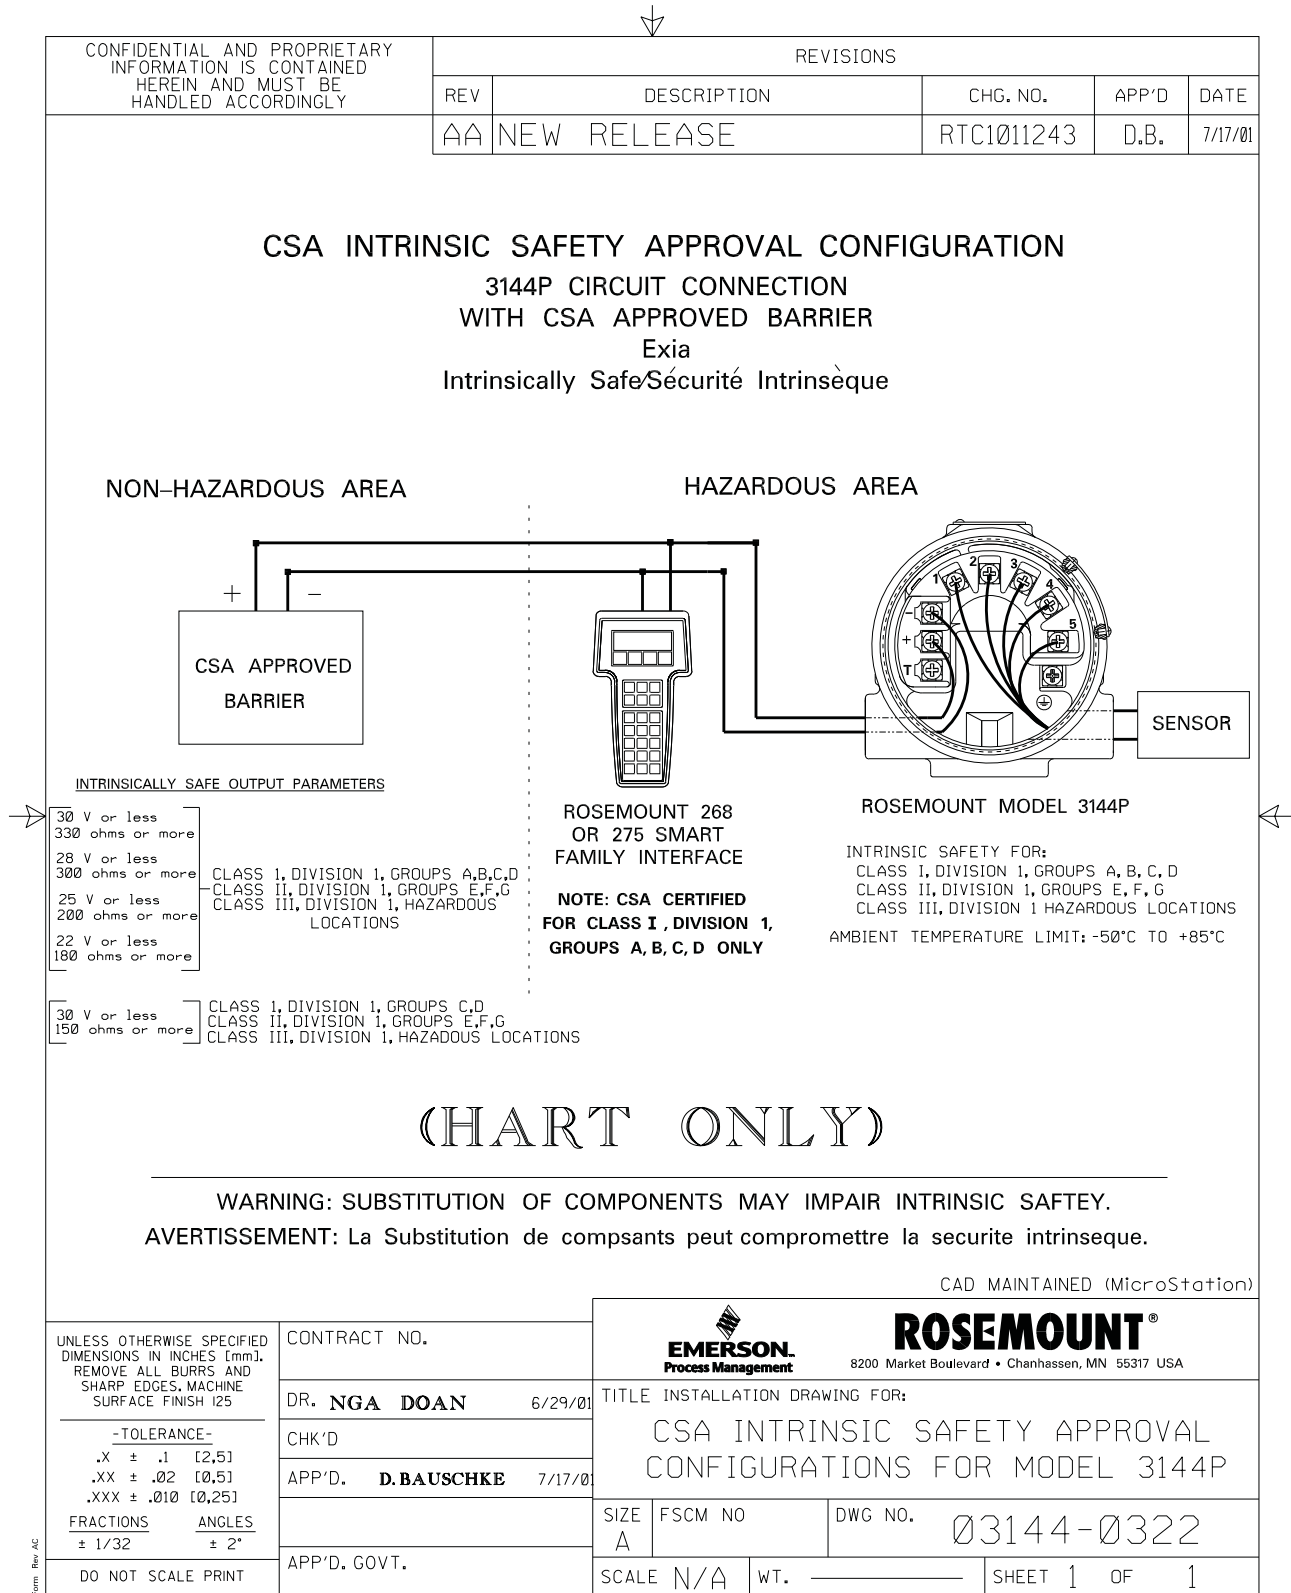 CONFIDENTIAL AND PROPRIETARY
INFORMATION IS CONTAINED
HEREIN AND MUST BE
HANDLED ACCORDINGLY
REVISIONS
REV DESCRIPTION CHG. NO. APP'D DATE
AA NEW RELEASE RTC1011243 D.B. 7/17/01
CSA INTRINSIC SAFETY APPROVAL CONFIGURATION
3144P CIRCUIT CONNECTION
WITH CSA APPROVED BARRIER
Exia
Intrinsically Safe/Sécurité Intrinsèque
NON-HAZARDOUS AREA
HAZARDOUS AREA
+ -
CSA APPROVED
BARRIER
1 2 3 4 5
-
+
T
SENSOR
INTRINSICALLY SAFE OUTPUT PARAMETERS
30 V or less
330 ohms or more
28 V or less
300 ohms or more
25 V or less
200 ohms or more
22 V or less
180 ohms or more
CLASS 1, DIVISION 1, GROUPS A,B,C,D
CLASS II, DIVISION 1, GROUPS E,F,G
CLASS III, DIVISION 1, HAZARDOUS
LOCATIONS
30 V or less
150 ohms or more
CLASS 1, DIVISION 1, GROUPS C,D
CLASS II, DIVISION 1, GROUPS E,F,G
CLASS III, DIVISION 1, HAZADOUS LOCATIONS
ROSEMOUNT 268
OR 275 SMART
FAMILY INTERFACE
NOTE: CSA CERTIFIED
FOR CLASS I , DIVISION 1,
GROUPS A, B, C, D ONLY
ROSEMOUNT MODEL 3144P
INTRINSIC SAFETY FOR:
CLASS I, DIVISION 1, GROUPS A, B, C, D
CLASS II, DIVISION 1, GROUPS E, F, G
CLASS III, DIVISION 1 HAZARDOUS LOCATIONS
AMBIENT TEMPERATURE LIMIT: -50°C TO +85°C
(HART ONLY)
WARNING: SUBSTITUTION OF COMPONENTS MAY IMPAIR INTRINSIC SAFTEY.
AVERTISSEMENT: La Substitution de compsants peut compromettre la securite intrinseque.
CAD MAINTAINED (MicroStation)
UNLESS OTHERWISE SPECIFIED
DIMENSIONS IN INCHES [mm].
REMOVE ALL BURRS AND
SHARP EDGES. MACHINE
SURFACE FINISH 125
-TOLERANCE-
.X ± .1 [2,5]
.XX ± .02 [0,5]
.XXX ± .010 [0,25]
FRACTIONS ANGLES
± 1/32 ± 2°
DO NOT SCALE PRINT
Form Rev AC
CONTRACT NO.
DR. NGA DOAN 6/29/01
CHK'D
APP'D. D. BAUSCHKE 7/17/01
APP'D. GOVT.
EMERSON™
Process Management
ROSEMOUNT®
8200 Market Boulevard • Chanhassen, MN 55317 USA
TITLE INSTALLATION DRAWING FOR:
CSA INTRINSIC SAFETY APPROVAL
CONFIGURATIONS FOR MODEL 3144P
SIZE A FSCM NO DWG NO. 03144-0322
SCALE N/A WT. SHEET 1 OF 1